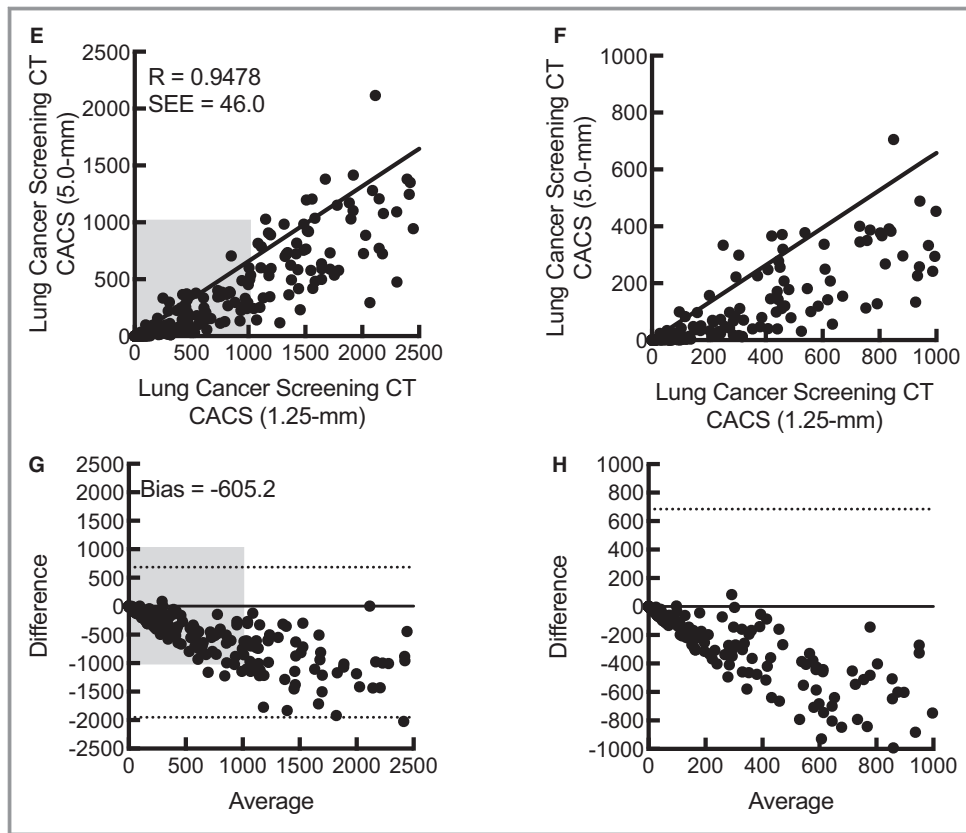 E
2500
2000
1500
1000
500
0
R = 0.9478
SEE = 46.0
Lung Cancer Screening CT
CACS (5.0-mm)
0 500 1000 1500 2000 2500
Lung Cancer Screening CT
CACS (1.25-mm)
F
1000
800
600
400
200
0
Lung Cancer Screening CT
CACS (5.0-mm)
0 200 400 600 800 1000
Lung Cancer Screening CT
CACS (1.25-mm)
G
2500
2000
1500
1000
500
0
-500
-1000
-1500
-2000
-2500
Bias = -605.2
Difference
0 500 1000 1500 2000 2500
Average
H
1000
800
600
400
200
0
-200
-400
-600
-800
-1000
Difference
0 200 400 600 800 1000
Average